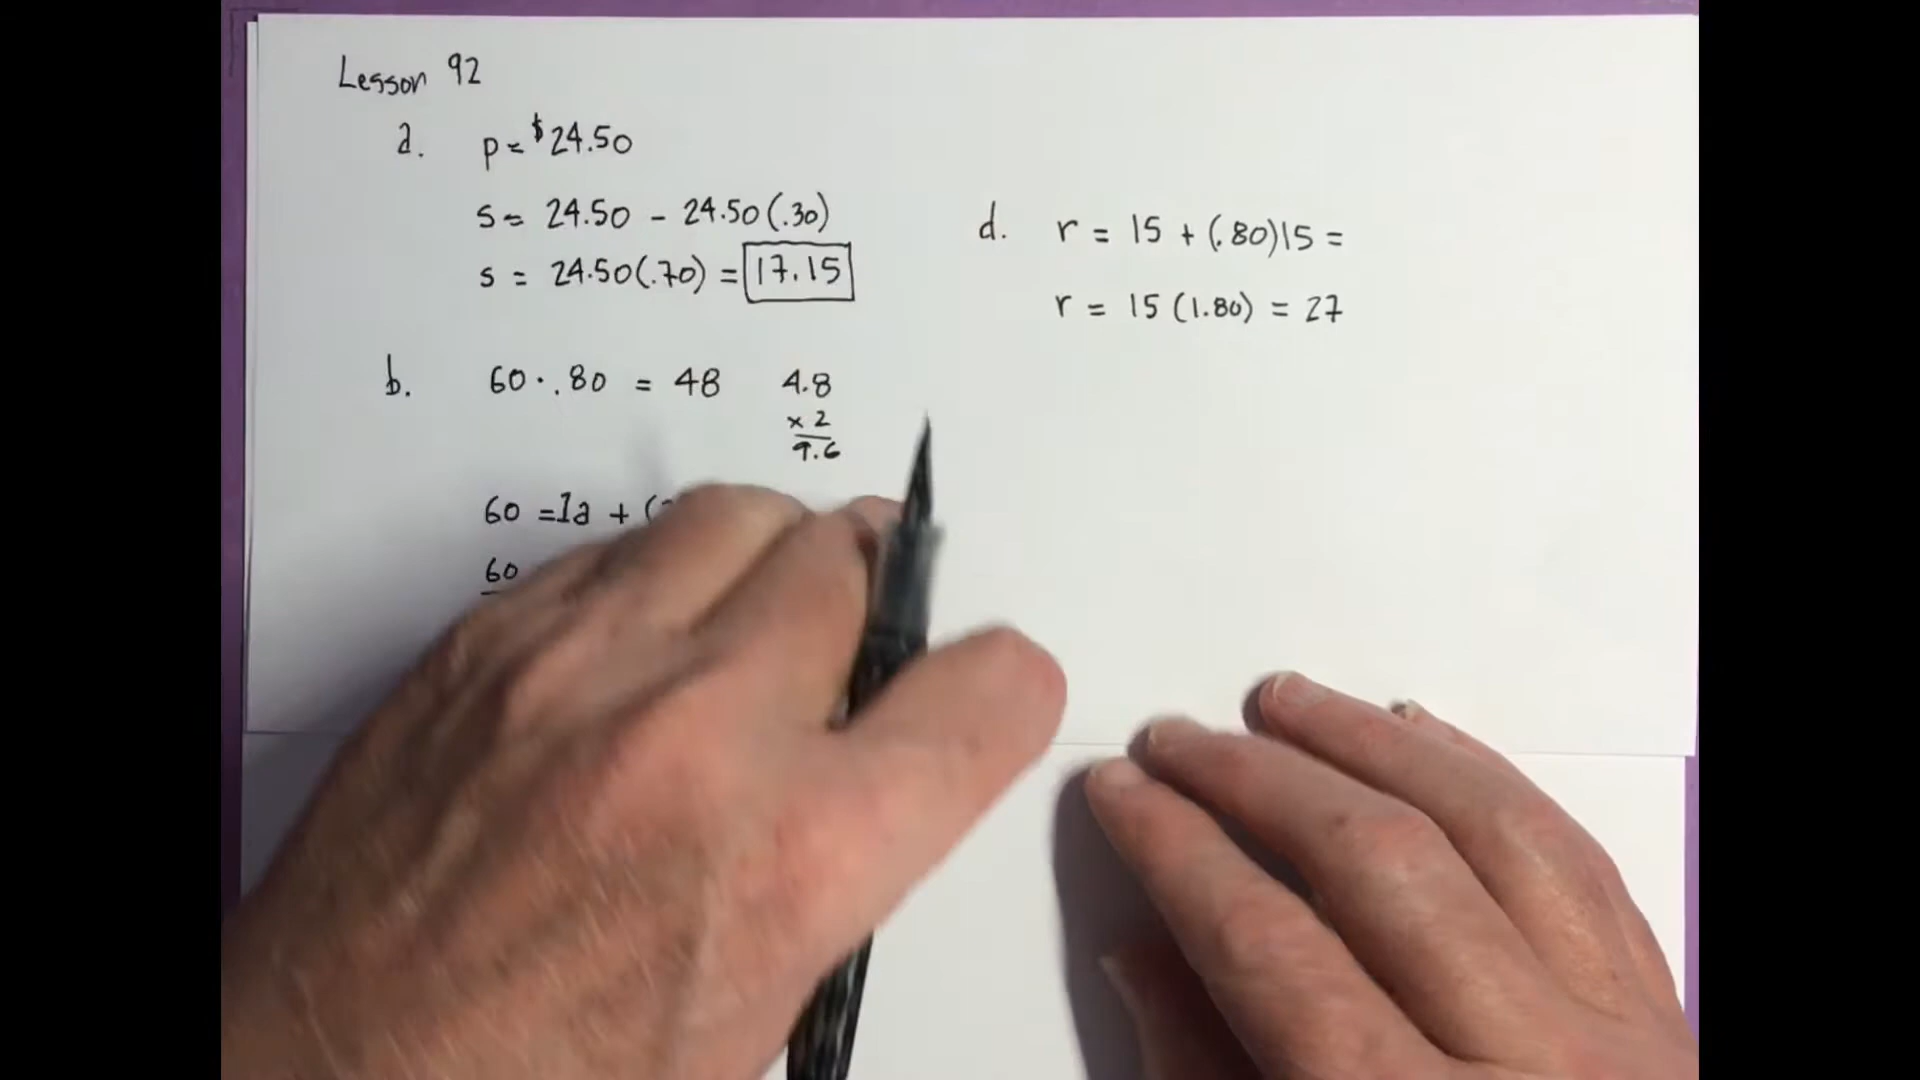 Lesson 92
a. p = $24.50
s = 24.50 - 24.50(.30)
s = 24.50(.70) = 17.15
b. 60 · .80 = 48
4.8
x 2
9.6
60 = 1a + (
60
d. r = 15 + (.80)15 =
r = 15 (1.80) = 27